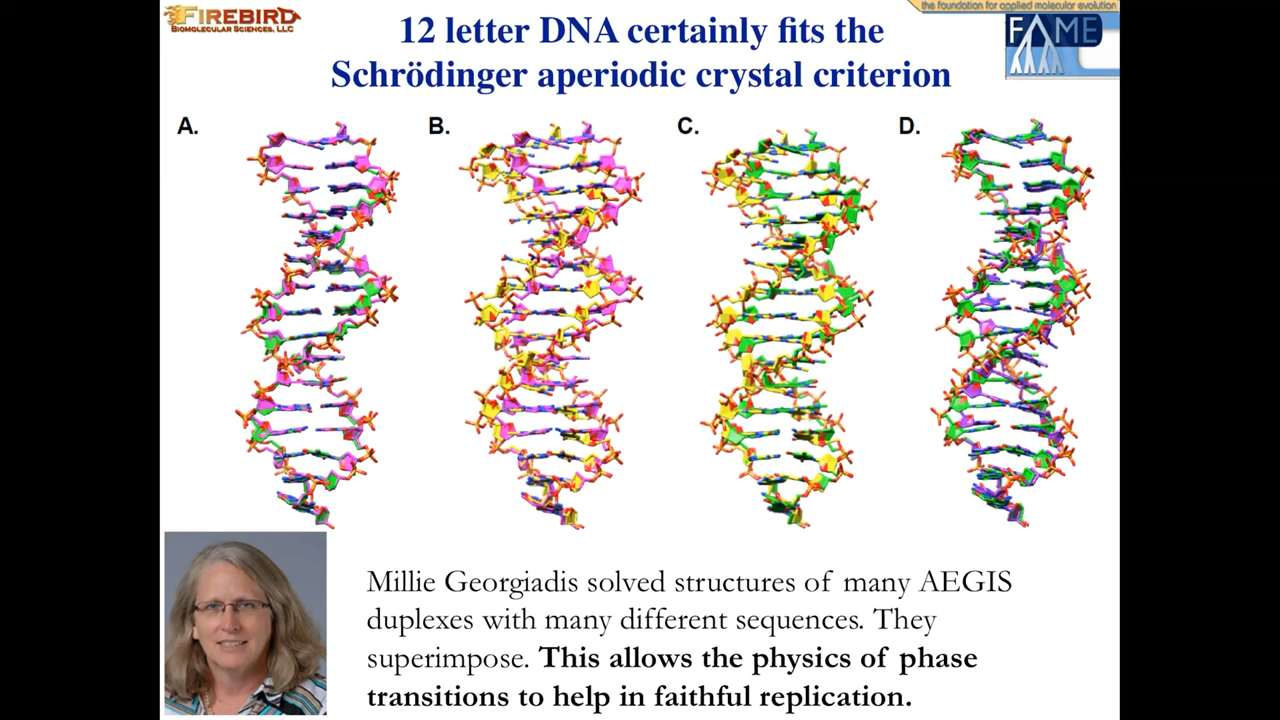 FIREBIRD
BIOMOLECULAR SCIENCES, LLC
the foundation for applied molecular evolution
FAME
12 letter DNA certainly fits the
Schrödinger aperiodic crystal criterion
A.
B.
C.
D.
Millie Georgiadis solved structures of many AEGIS
duplexes with many different sequences. They
superimpose. This allows the physics of phase
transitions to help in faithful replication.